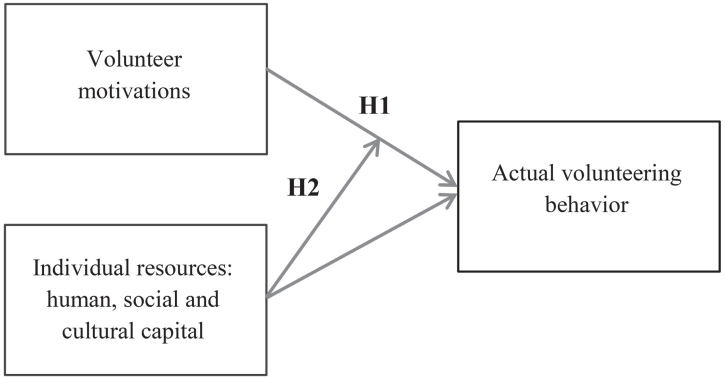 Volunteer
motivations
H1
Actual volunteering
behavior
H2
Individual resources:
human, social and
cultural capital